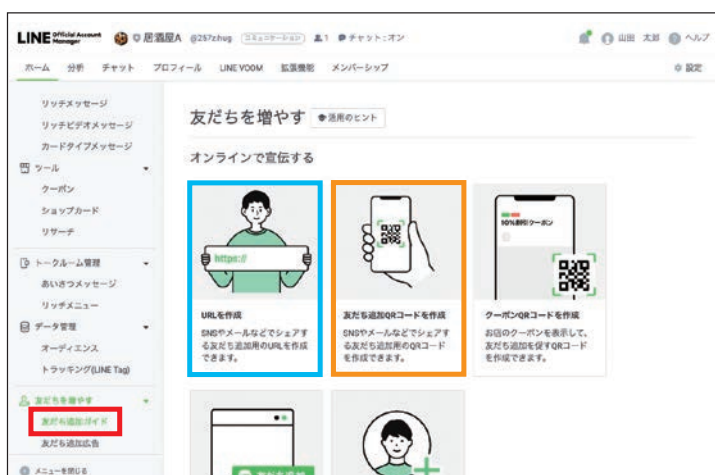 LINE Official Account Manager 居酒屋A @257zhug コミュニケーション 1 チャット:オン 山田 太郎 ヘルプ
ホーム 分析 チャット プロフィール LINE VOOM 拡張機能 メンバーシップ 設定
リッチメッセージ
リッチビデオメッセージ
カードタイプメッセージ
ツール
クーポン
ショップカード
リサーチ
トークルーム管理
あいさつメッセージ
リッチメニュー
データ管理
オーディエンス
トラッキング(LINE Tag)
友だちを増やす
友だち追加ガイド
友だち追加広告
メニューを閉じる
友だちを増やす 活用のヒント
オンラインで宣伝する
https://
URLを作成
SNSやメールなどでシェアす
る友だち追加用のURLを作成
できます。
友だち追加QRコードを作成
SNSやメールなどでシェアす
る友だち追加用のQRコード
を作成できます。
10%割引クーポン
クーポンQRコードを作成
お店のクーポンを表示して、
友だち追加を促すQRコード
を作成できます。